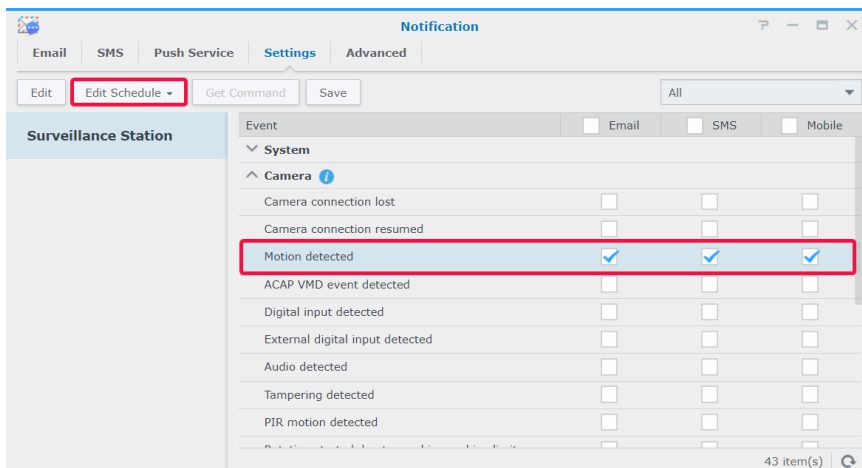 Notification
Email SMS Push Service Settings Advanced
Edit Edit Schedule Get Command Save All
Surveillance Station
Event Email SMS Mobile
System
Camera
Camera connection lost
Camera connection resumed
Motion detected
ACAP VMD event detected
Digital input detected
External digital input detected
Audio detected
Tampering detected
PIR motion detected
43 item(s)